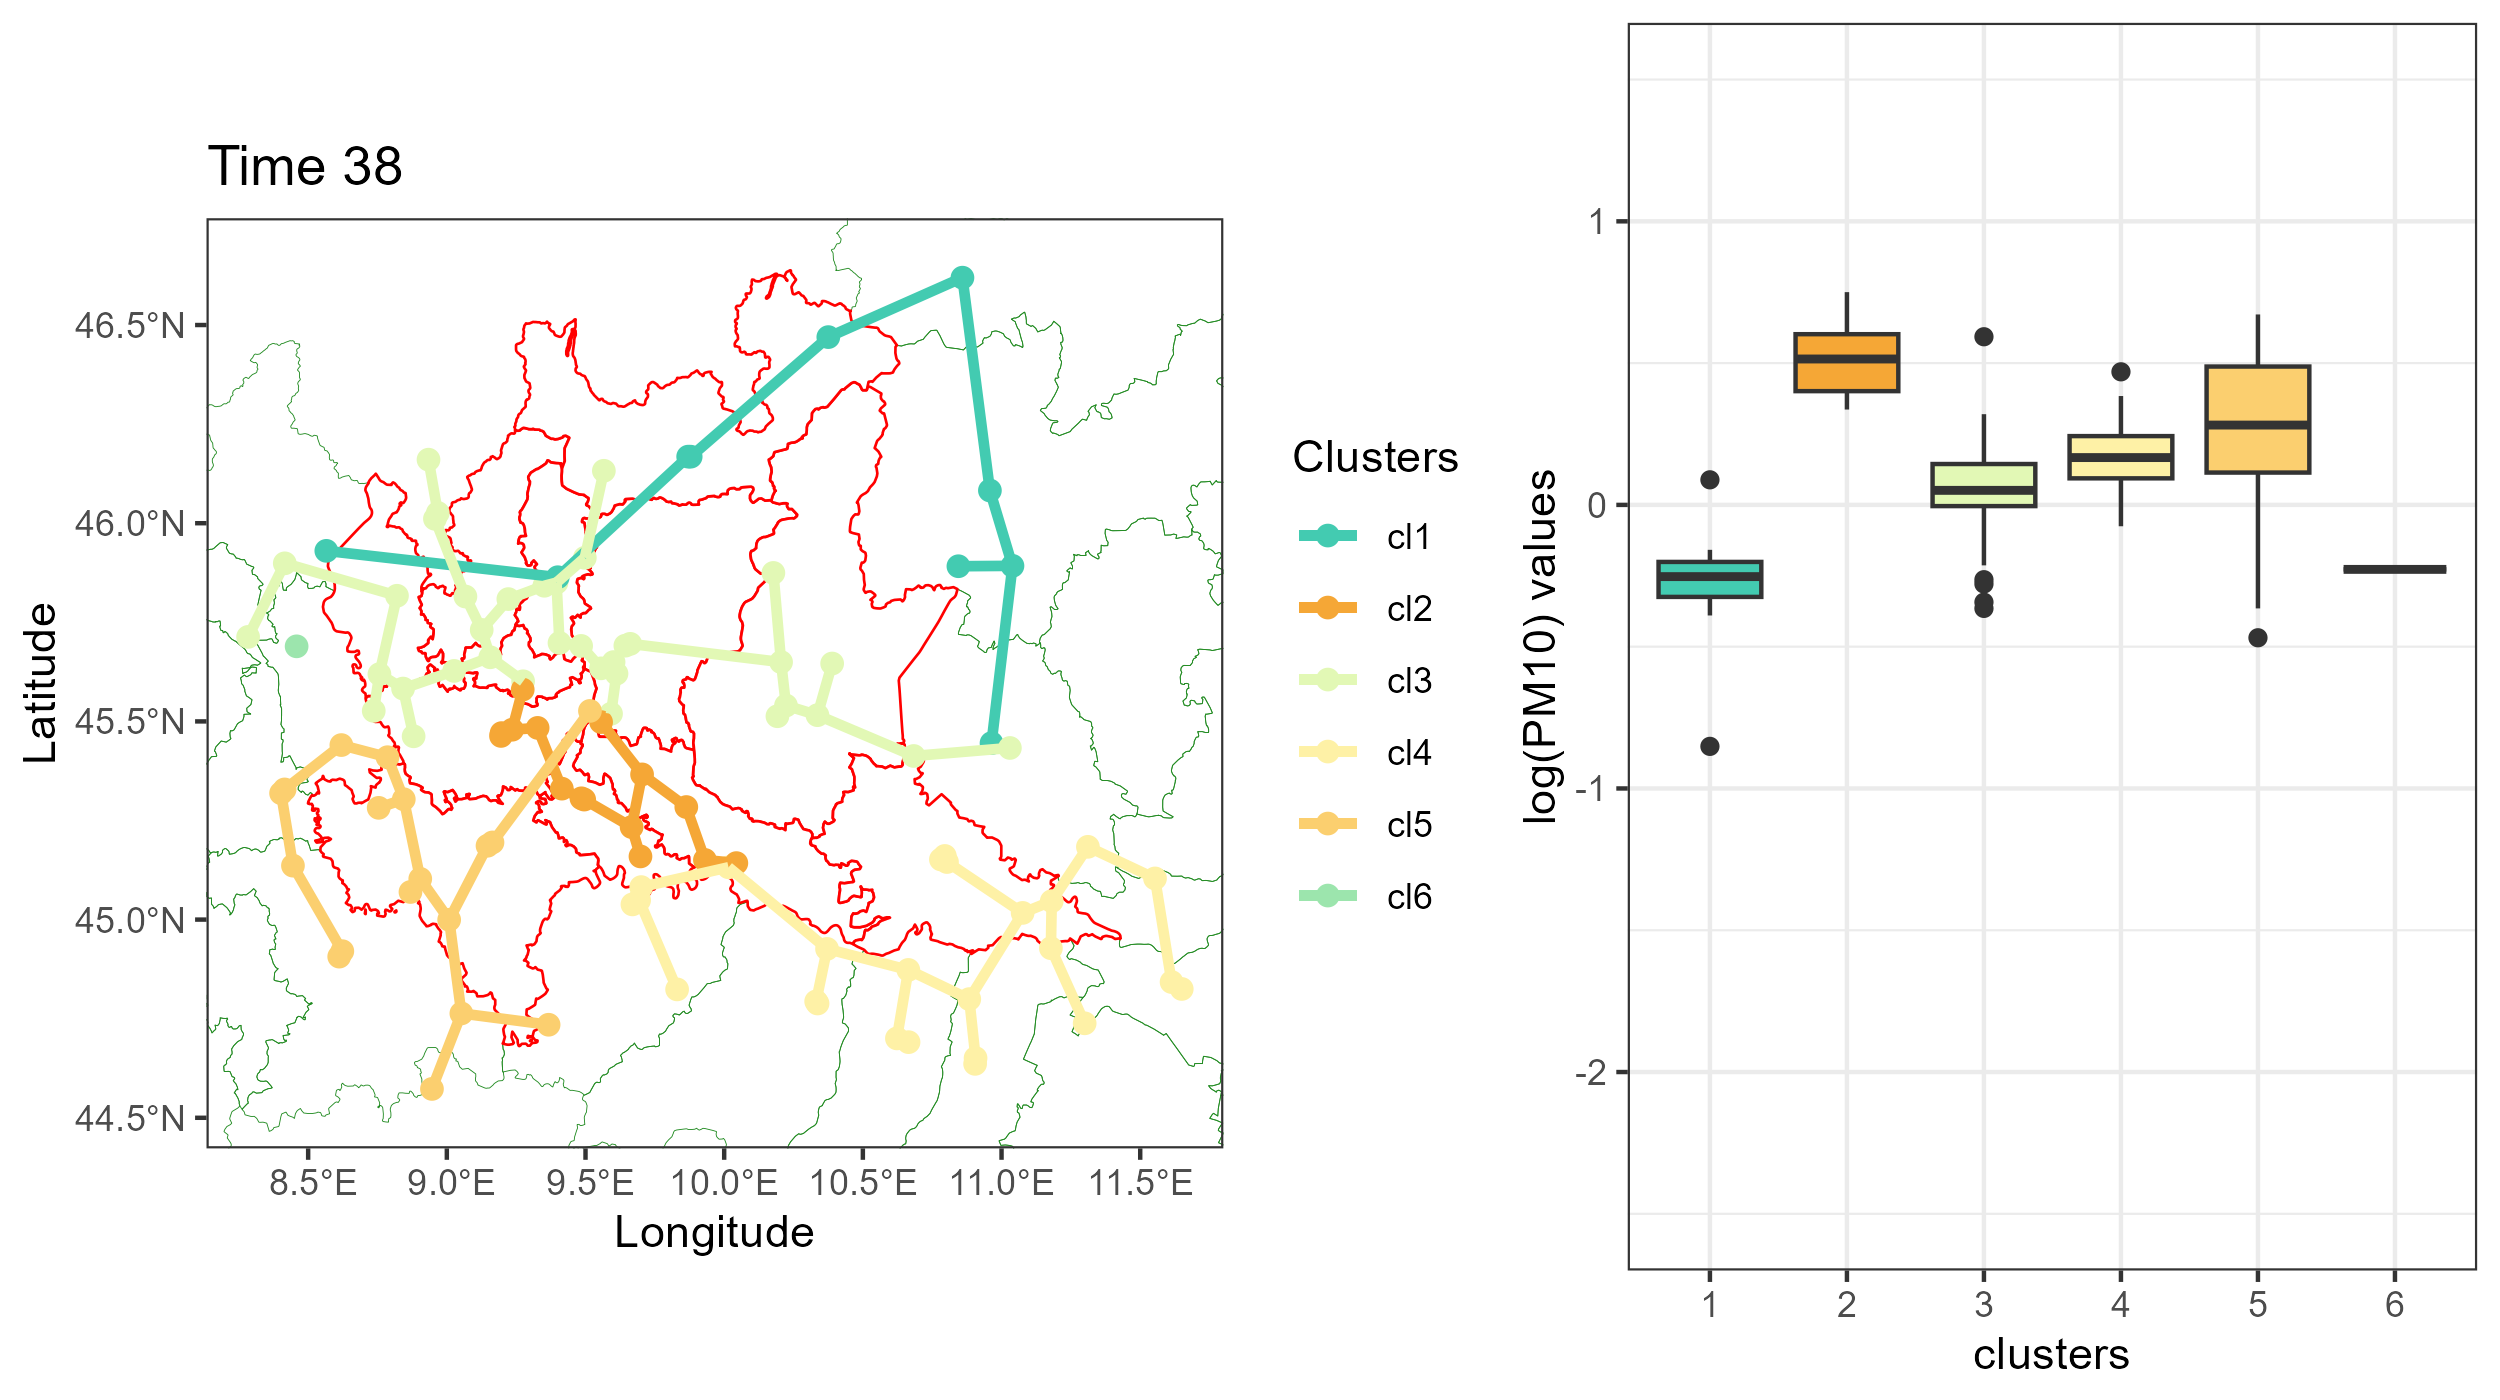 Time 38
Latitude
46.5°N
46.0°N
45.5°N
45.0°N
44.5°N
8.5°E 9.0°E 9.5°E 10.0°E 10.5°E 11.0°E 11.5°E
Longitude
Clusters
cl1
cl2
cl3
cl4
cl5
cl6
log(PM10) values
1
0
-1
-2
1 2 3 4 5 6
clusters